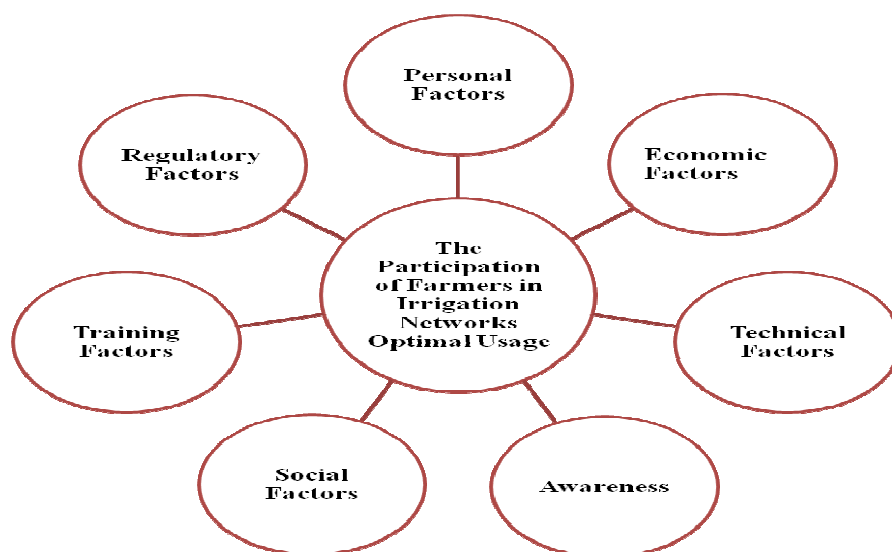 Personal
Factors
Regulatory
Factors
Economic
Factors
The
Participation
of Farmers in
Irrigation
Networks
Optimal Usage
Training
Factors
Technical
Factors
Social
Factors
Awareness